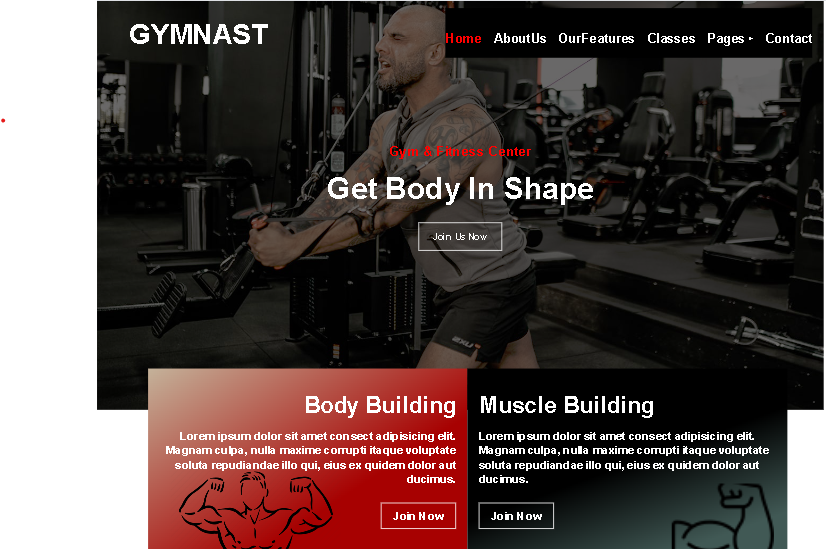 GYMNAST
Home AboutUs OurFeatures Classes Pages Contact
Gym & Fitness Center
Get Body In Shape
Join Us Now
Body Building
Lorem ipsum dolor sit amet consect adipisicing elit.
Magnam culpa, nulla maxime corrupti itaque voluptate
soluta repudiandae illo qui, eius ex quidem dolor aut
ducimus.
Join Now
Muscle Building
Lorem ipsum dolor sit amet consect adipisicing elit.
Magnam culpa, nulla maxime corrupti itaque voluptate
soluta repudiandae illo qui, eius ex quidem dolor aut
ducimus.
Join Now